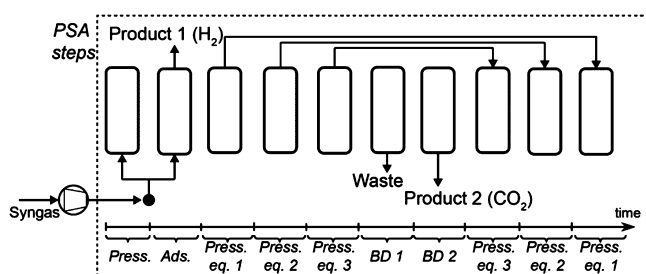 PSA
steps
Product 1 (H₂)
Waste
Product 2 (CO₂)
Syngas
time
Press.
Ads.
Press.
eq. 1
Press.
eq. 2
Press.
eq. 3
BD 1
BD 2
Press.
eq. 3
Press.
eq. 2
Press.
eq. 1